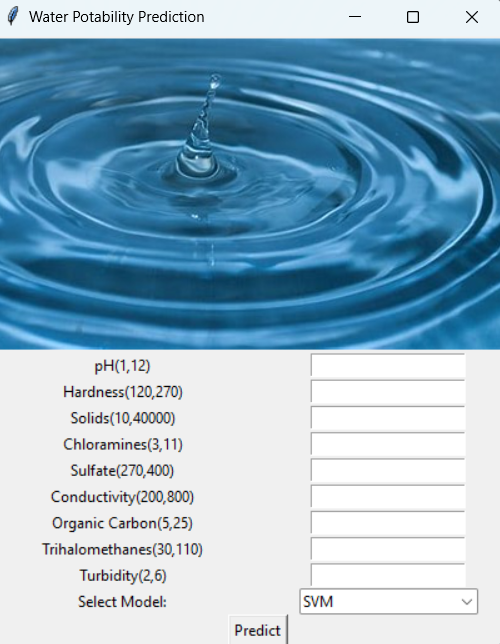 Water Potability Prediction
pH(1,12)
Hardness(120,270)
Solids(10,40000)
Chloramines(3,11)
Sulfate(270,400)
Conductivity(200,800)
Organic Carbon(5,25)
Trihalomethanes(30,110)
Turbidity(2,6)
Select Model: SVM
Predict